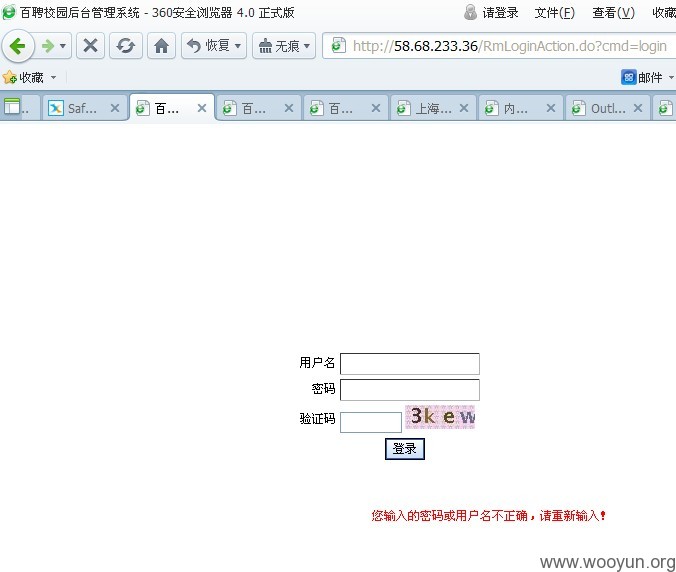 百聘校园后台管理系统 - 360安全浏览器 4.0 正式版
请登录 文件(F) 查看(V) 收藏
恢复 无痕 http://58.68.233.36/RmLoginAction.do?cmd=login
收藏 邮件
.. Saf... 百... 百... 百... 上海... 内... Outl...
用户名
密码
验证码 3kew
登录
您输入的密码或用户名不正确，请重新输入！
www.wooyun.org